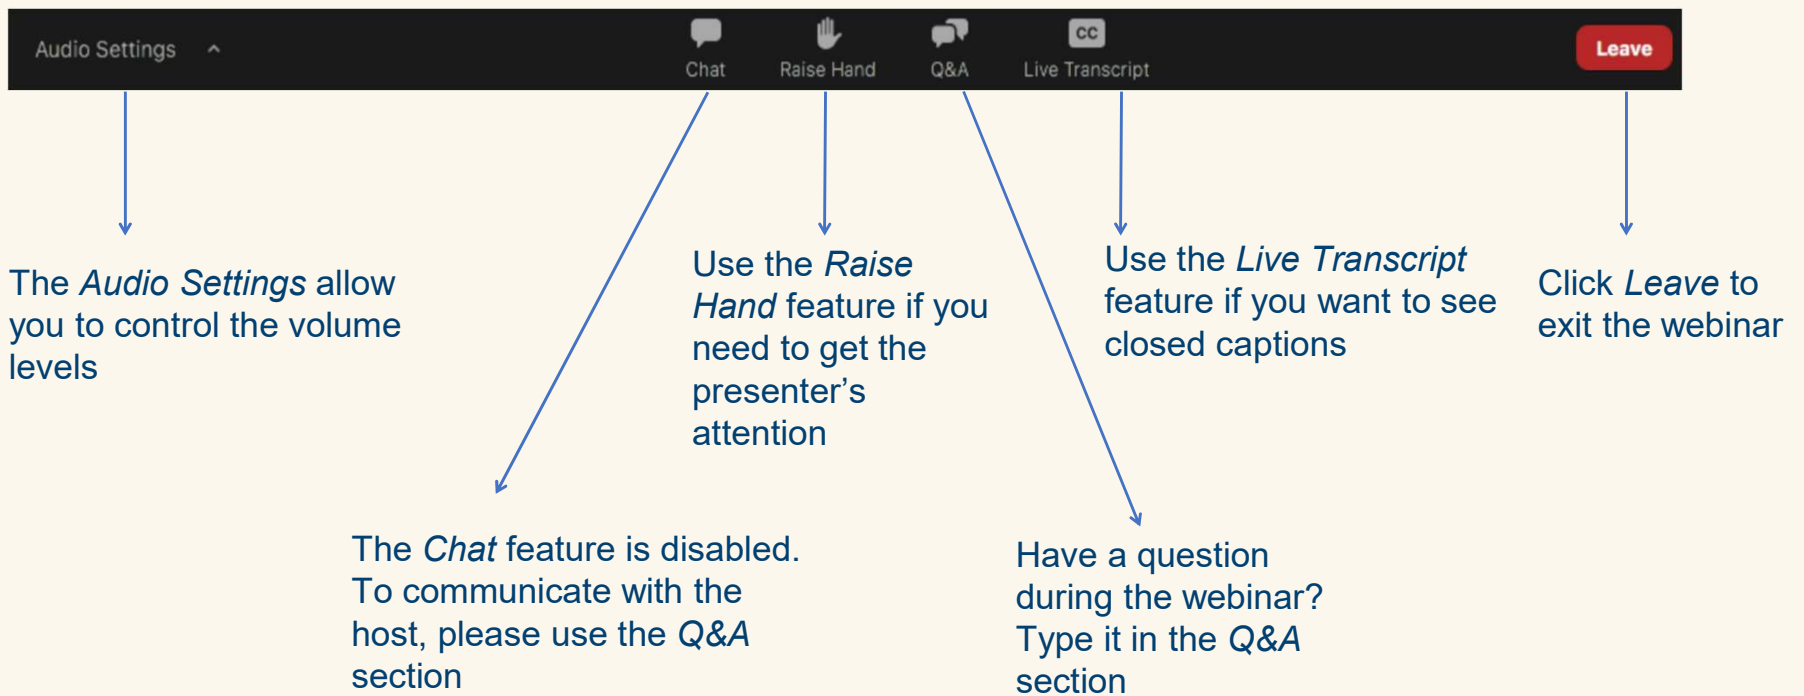 Audio Settings
Chat
Raise Hand
Q&A
CC
Live Transcript
Leave
The Audio Settings allow
you to control the volume
levels
The Chat feature is disabled.
To communicate with the
host, please use the Q&A
section
Use the Raise
Hand feature if you
need to get the
presenter’s
attention
Have a question
during the webinar?
Type it in the Q&A
section
Use the Live Transcript
feature if you want to see
closed captions
Click Leave to
exit the webinar